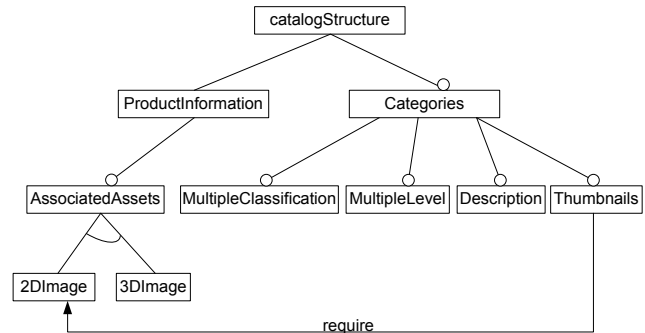 catalogStructure
ProductInformation
Categories
AssociatedAssets
MultipleClassification
MultipleLevel
Description
Thumbnails
2DImage
3DImage
require